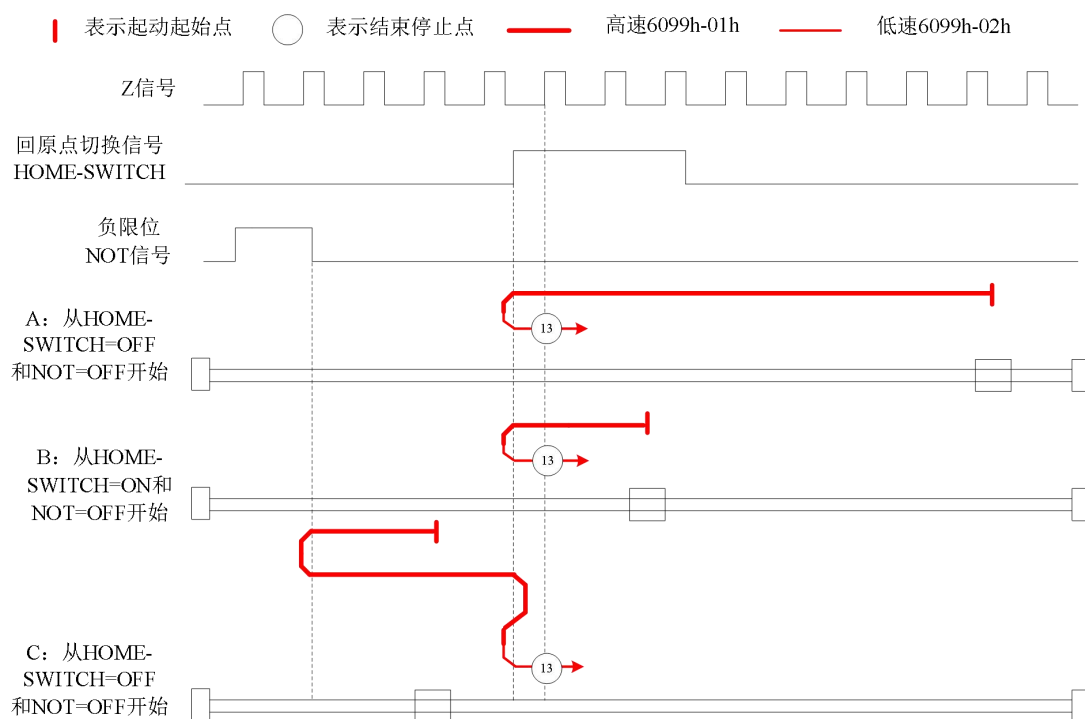 表示起动起始点
表示结束停止点
高速6099h-01h
低速6099h-02h
Z信号
回原点切换信号
HOME-SWITCH
负限位
NOT信号
13
A：从HOME-
SWITCH=OFF
和NOT=OFF开始
13
B：从HOME-
SWITCH=ON和
NOT=OFF开始
13
C：从HOME-
SWITCH=OFF
和NOT=OFF开始